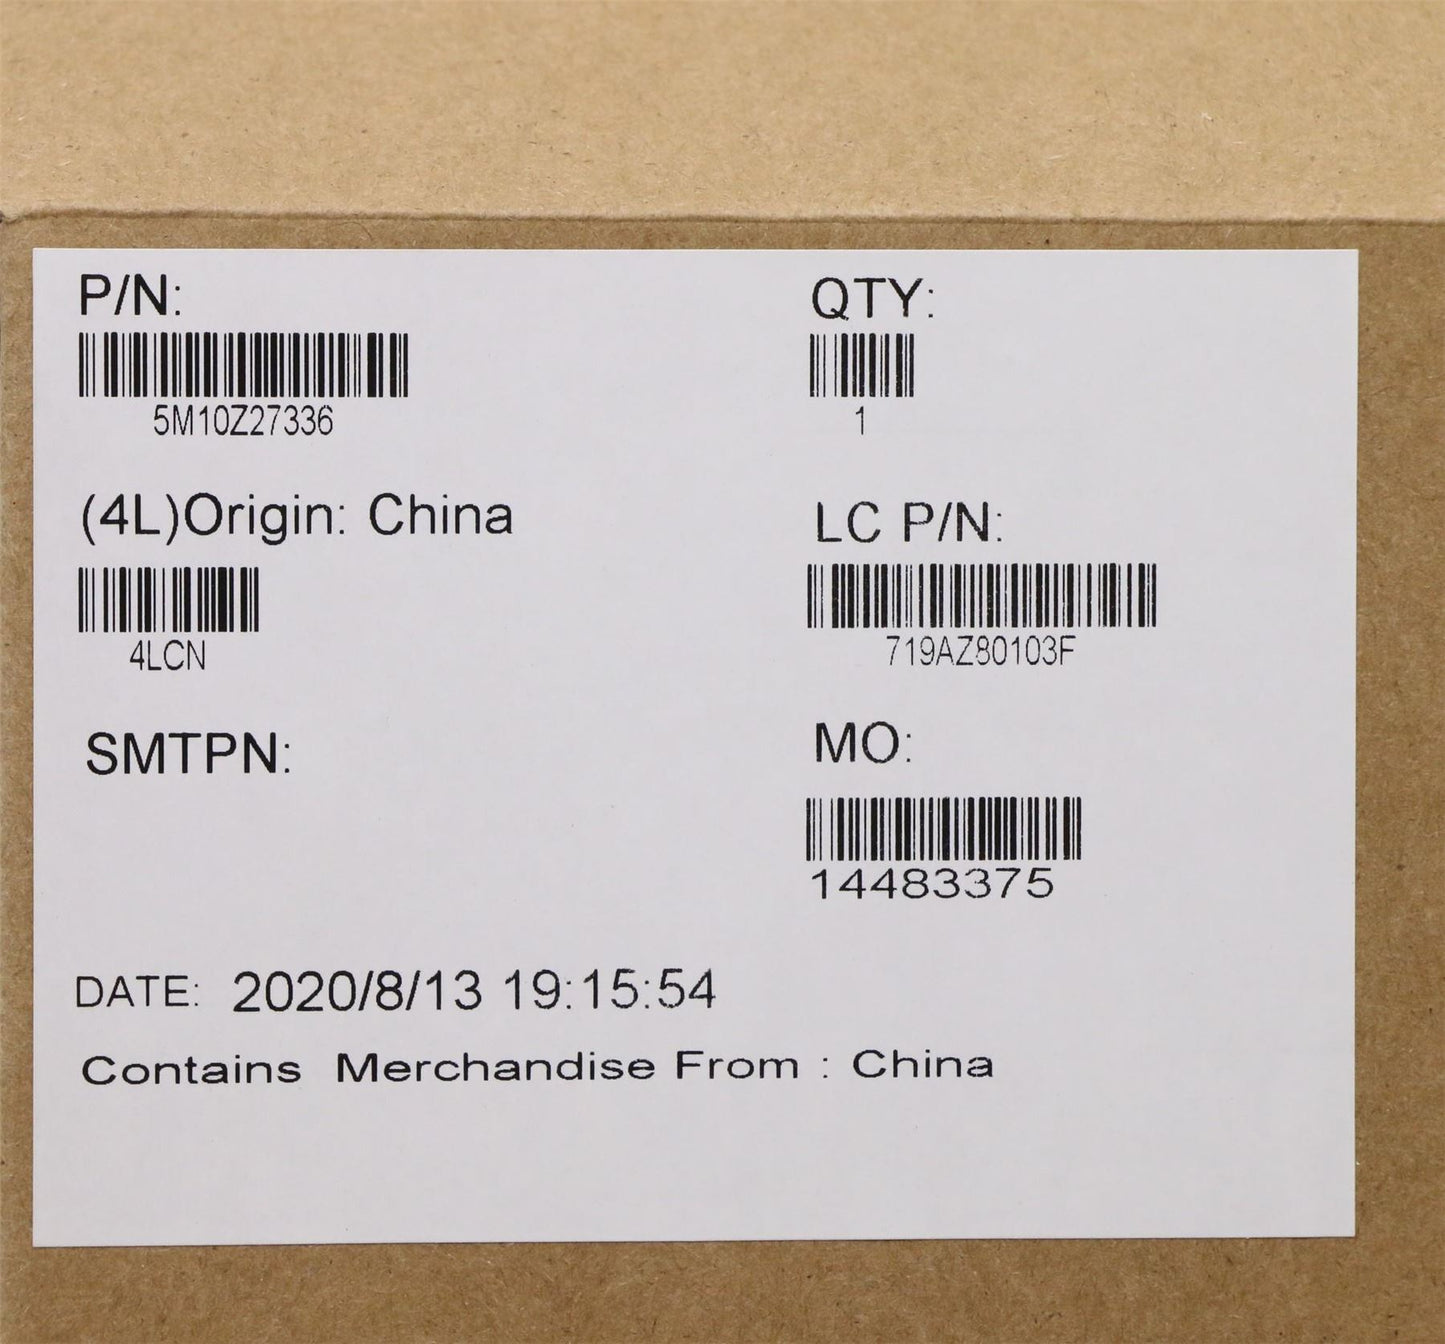 P/N:
5M10Z27336
QTY:
1
(4L)Origin: China
4LCN
LC P/N:
719AZ80103F
SMTPN:
MO:
14483375
DATE: 2020/8/13 19:15:54
Contains Merchandise From : China